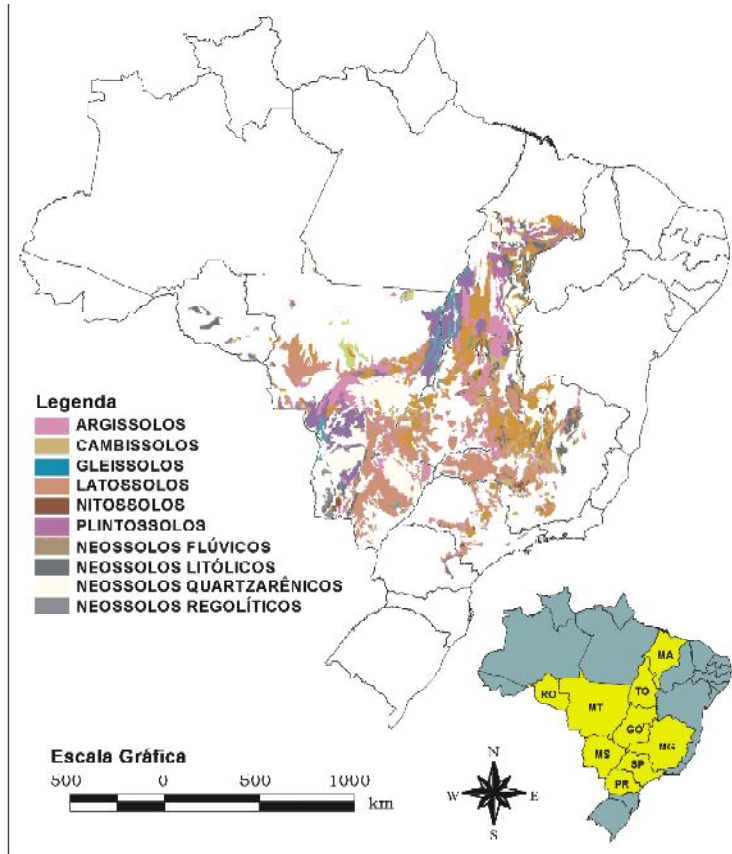 Legenda
ARGISSOLOS
CAMBISSOLOS
GLEISSOLOS
LATOSSOLOS
NITOSSOLOS
PLINTOSSOLOS
NEOSSOLOS FLÚVICOS
NEOSSOLOS LITÓLICOS
NEOSSOLOS QUARTZARÊNICOS
NEOSSOLOS REGOLÍTICOS
MA
RO
TO
MT
GO
MG
MS
SP
PR
Escala Gráfica
500 0 500 1000
km
N
W E
S